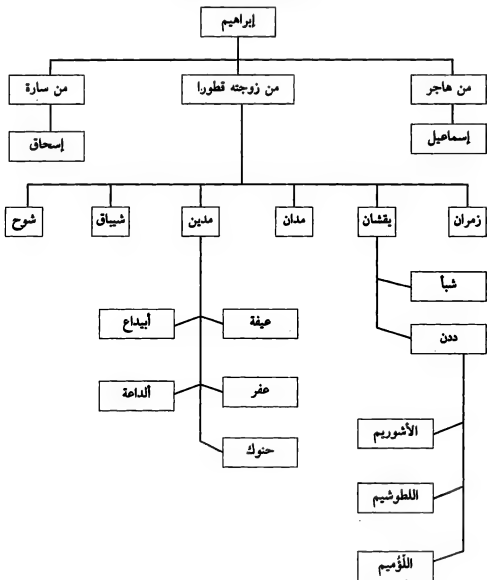 إبراهيم
من هاجر
من زوجته قطورا
من سارة
إسماعيل
إسحاق
زمران
يقشان
مدان
مدين
شيباق
شوح
شبأ
ددن
عيفة
أبيداع
عفر
ألداعة
حنوك
الأشوريم
اللطوشيم
اللؤميم